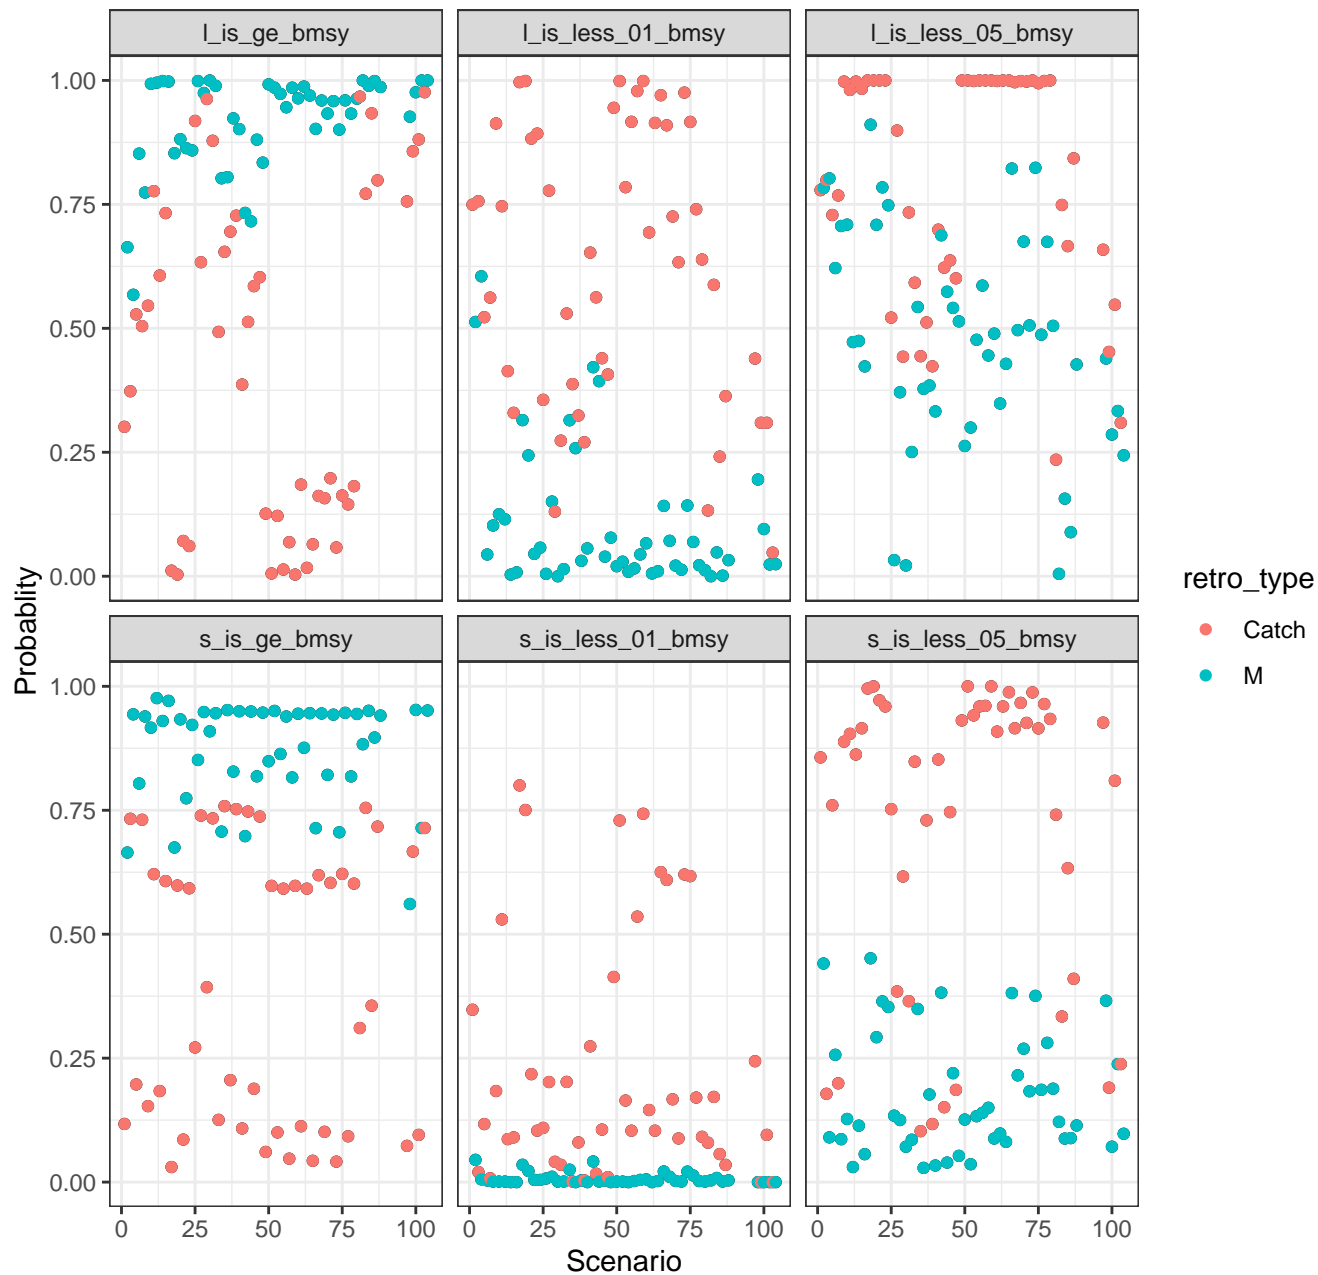 l_is_ge_bmsy
l_is_less_01_bmsy
l_is_less_05_bmsy
1.00
0.75
0.50
0.25
0.00
s_is_ge_bmsy
s_is_less_01_bmsy
s_is_less_05_bmsy
1.00
0.75
0.50
0.25
0.00
0 25 50 75 100
0 25 50 75 100
0 25 50 75 100
Scenario
Probablity
retro_type
Catch
M